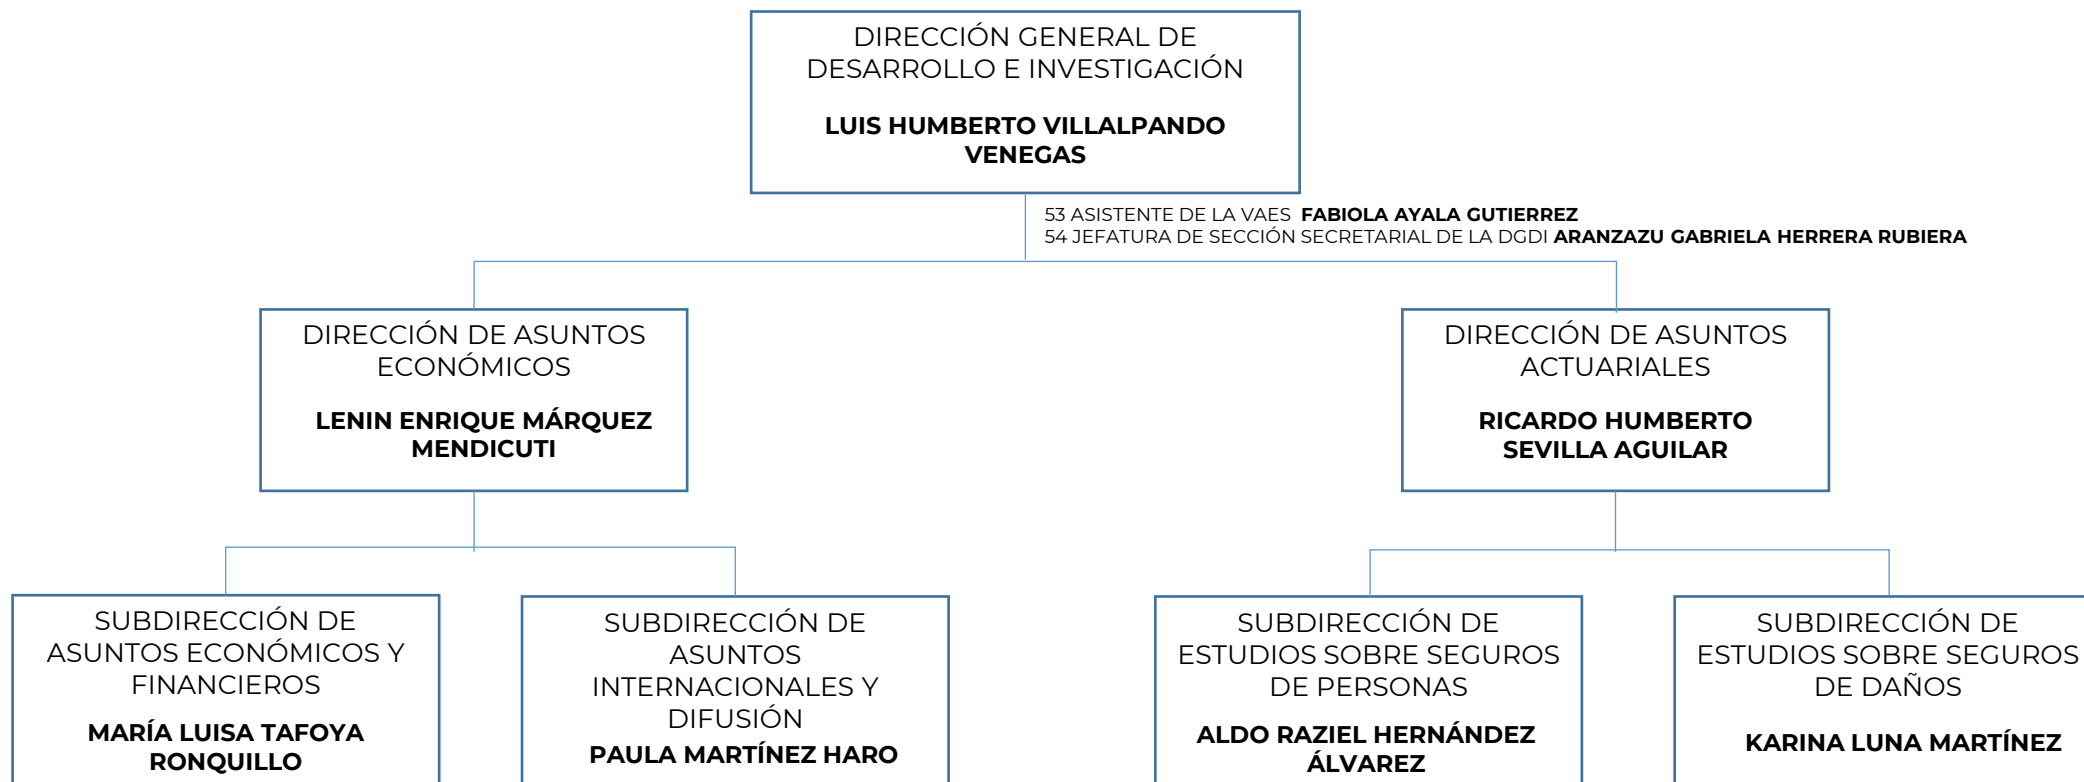 DIRECCIÓN GENERAL DE
DESARROLLO E INVESTIGACIÓN
LUIS HUMBERTO VILLALPANDO
VENEGAS
53 ASISTENTE DE LA VAES FABIOLA AYALA GUTIERREZ
54 JEFATURA DE SECCIÓN SECRETARIAL DE LA DGDI ARANZAZU GABRIELA HERRERA RUBIERA
DIRECCIÓN DE ASUNTOS
ECONÓMICOS
LENIN ENRIQUE MÁRQUEZ
MENDICUTI
DIRECCIÓN DE ASUNTOS
ACTUARIALES
RICARDO HUMBERTO
SEVILLA AGUILAR
SUBDIRECCIÓN DE
ASUNTOS ECONÓMICOS Y
FINANCIEROS
MARÍA LUISA TAFOYA
RONQUILLO
SUBDIRECCIÓN DE
ASUNTOS
INTERNACIONALES Y
DIFUSIÓN
PAULA MARTÍNEZ HARO
SUBDIRECCIÓN DE
ESTUDIOS SOBRE SEGUROS
DE PERSONAS
ALDO RAZIEL HERNÁNDEZ
ÁLVAREZ
SUBDIRECCIÓN DE
ESTUDIOS SOBRE SEGUROS
DE DAÑOS
KARINA LUNA MARTÍNEZ